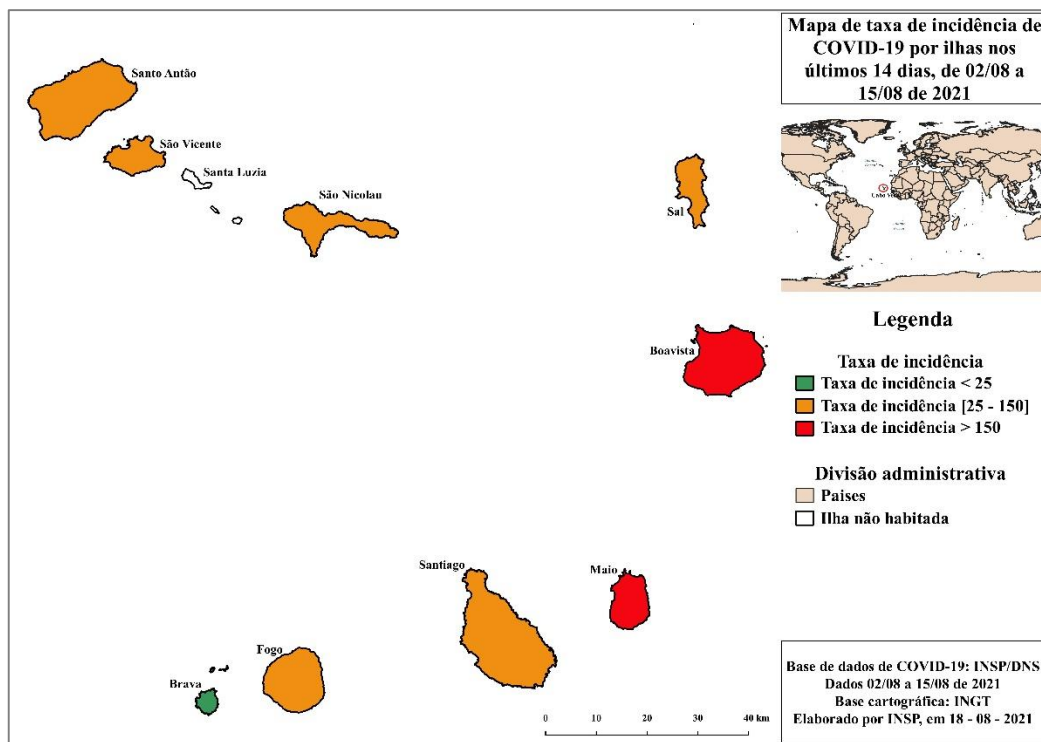 Mapa de taxa de incidência de
COVID-19 por ilhas nos
últimos 14 dias, de 02/08 a
15/08 de 2021
Santo Antão
São Vicente
Santa Luzia
São Nicolau
Sal
Boavista
Legenda
Taxa de incidência
Taxa de incidência < 25
Taxa de incidência [25 - 150]
Taxa de incidência > 150
Divisão administrativa
Paises
Ilha não habitada
Santiago
Maio
Fogo
Brava
0 10 20 30 40 km
Base de dados de COVID-19: INSP/DNS
Dados 02/08 a 15/08 de 2021
Base cartográfica: INGT
Elaborado por INSP, em 18 - 08 - 2021